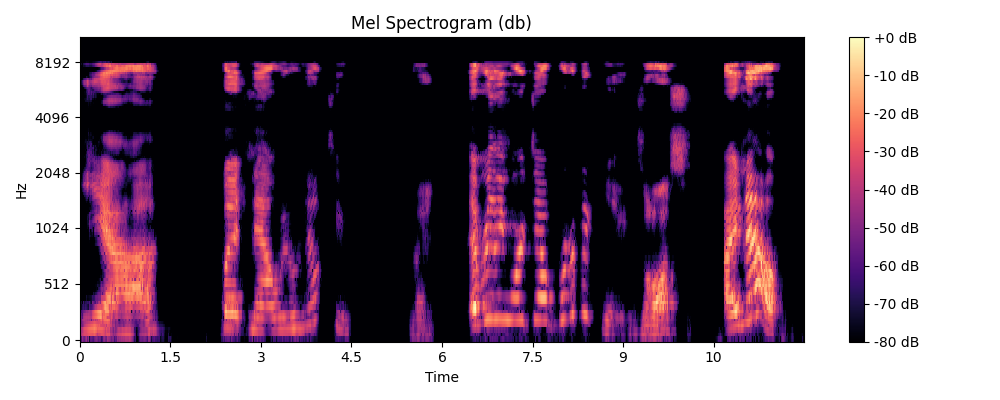 Mel Spectrogram (db)
8192
4096
2048
1024
512
0
Hz
0 1.5 3 4.5 6 7.5 9 10
Time
+0 dB
-10 dB
-20 dB
-30 dB
-40 dB
-50 dB
-60 dB
-70 dB
-80 dB